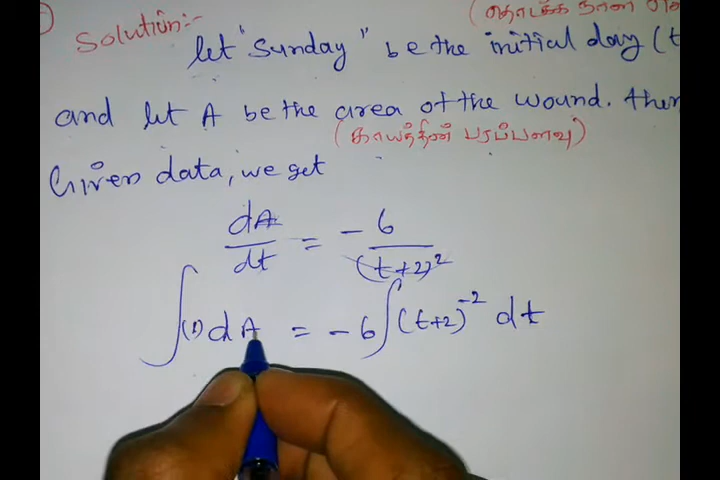 (தொடக்க நாள்
Solution:-
let "Sunday" be the initial day (t
and let A be the area of the wound. Then
(காயத்தின் பரப்பளவு)
Given data, we get
dA/dt = -6/(t+2)²
∫(1) dA = -6∫(t+2)⁻² dt